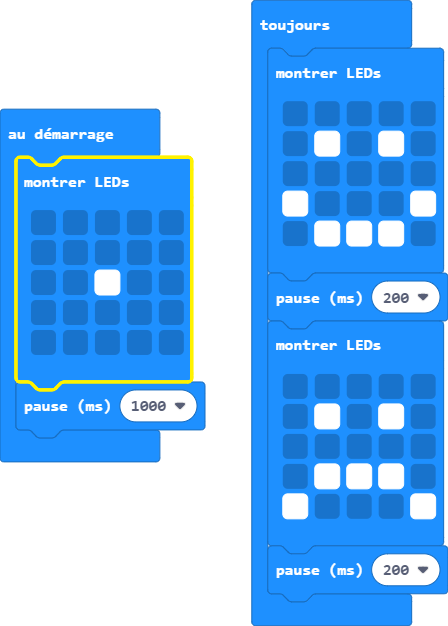 au démarrage
montrer LEDs
pause (ms) 1000
toujours
montrer LEDs
pause (ms) 200
montrer LEDs
pause (ms) 200